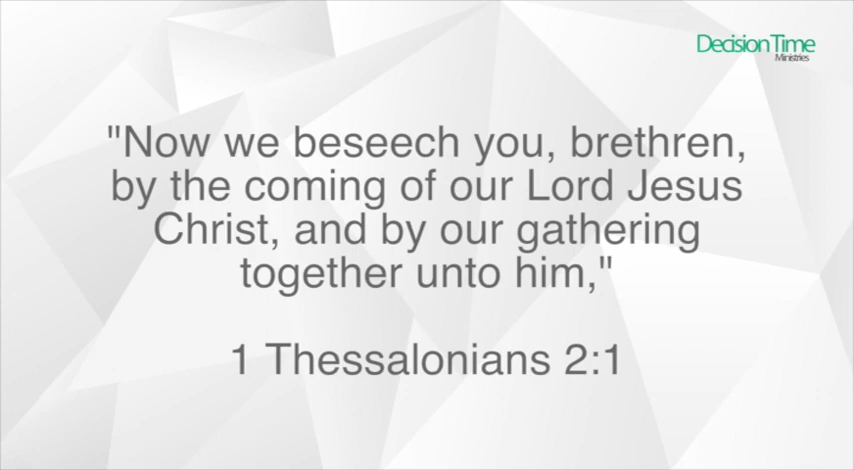 DecisionTime
Ministries
"Now we beseech you, brethren,
by the coming of our Lord Jesus
Christ, and by our gathering
together unto him,"
1 Thessalonians 2:1